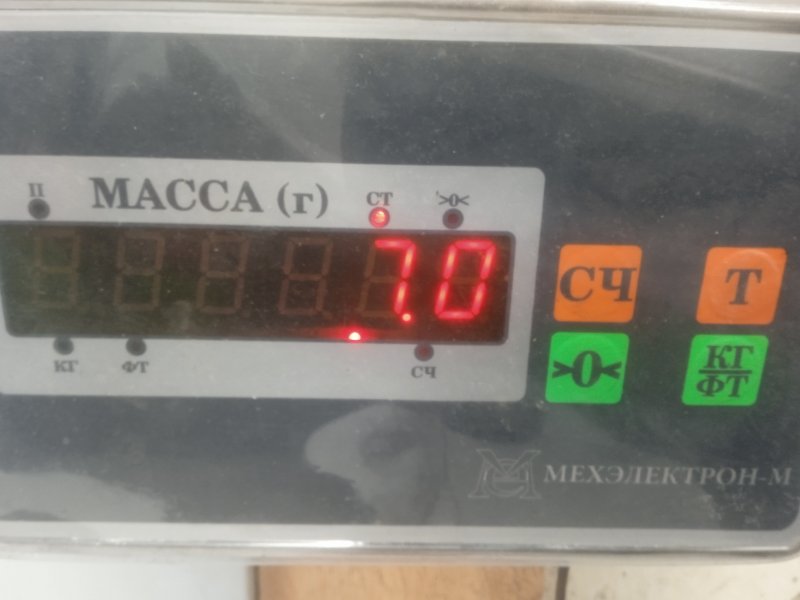 П
МАССА (г)
СТ
>0<
7.0
КГ
ФТ
СЧ
СЧ
Т
>0<
КГ
ФТ
МЕХЭЛЕКТРОН-М